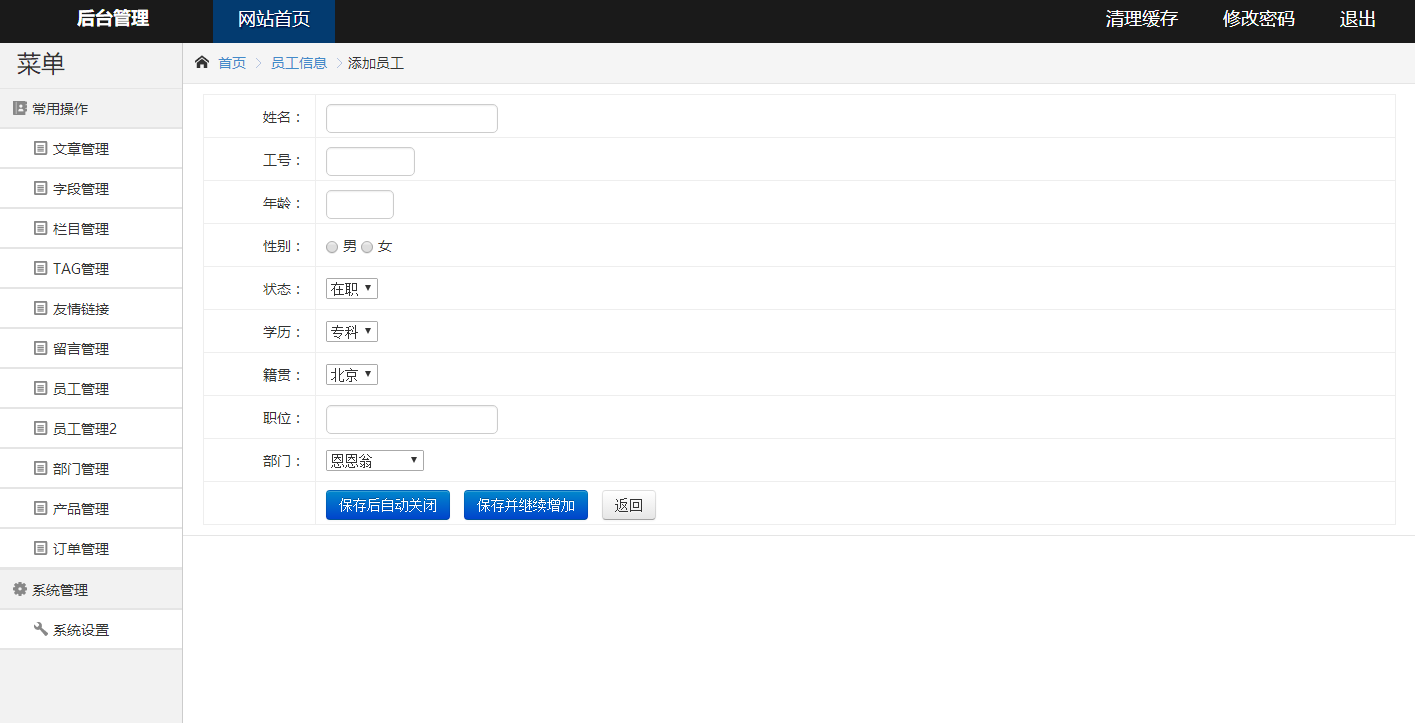 后台管理 网站首页 清理缓存 修改密码 退出
菜单
首页 员工信息 添加员工
常用操作
文章管理
字段管理
栏目管理
TAG管理
友情链接
留言管理
员工管理
员工管理2
部门管理
产品管理
订单管理
系统管理
系统设置
姓名：
工号：
年龄：
性别： 男 女
状态： 在职
学历： 专科
籍贯： 北京
职位：
部门： 恩恩翁
保存后自动关闭 保存并继续增加 返回